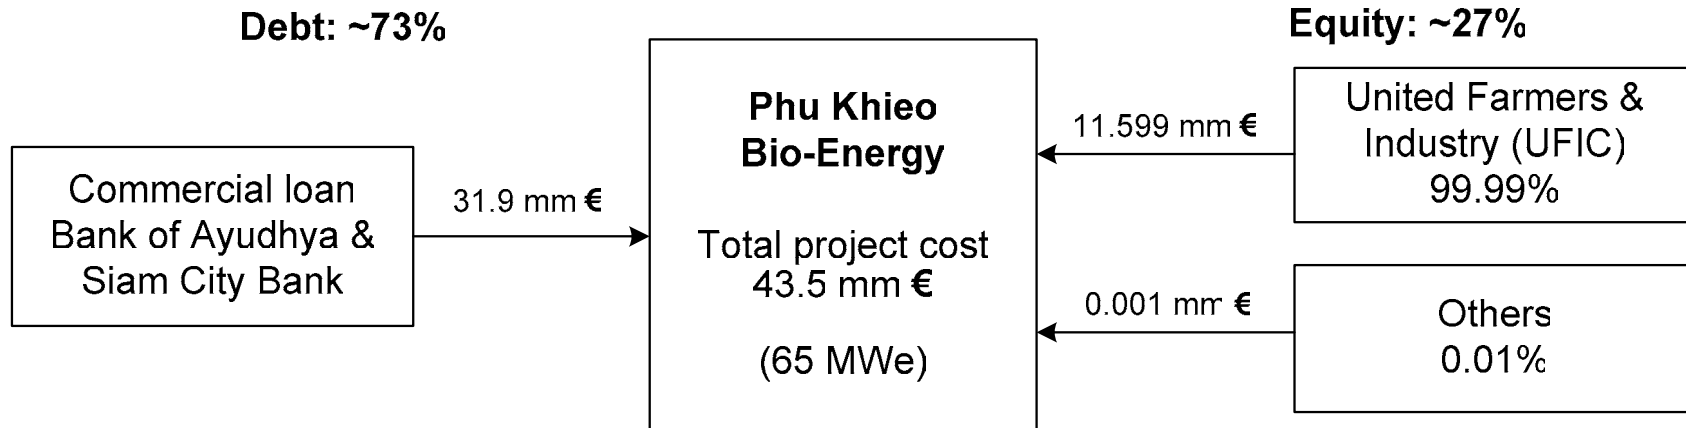 Debt: ~73%
Equity: ~27%
Commercial loan
Bank of Ayudhya &
Siam City Bank
31.9 mm €
Phu Khieo
Bio-Energy
Total project cost
43.5 mm €
(65 MWe)
11.599 mm €
United Farmers &
Industry (UFIC)
99.99%
0.001 mm €
Others
0.01%